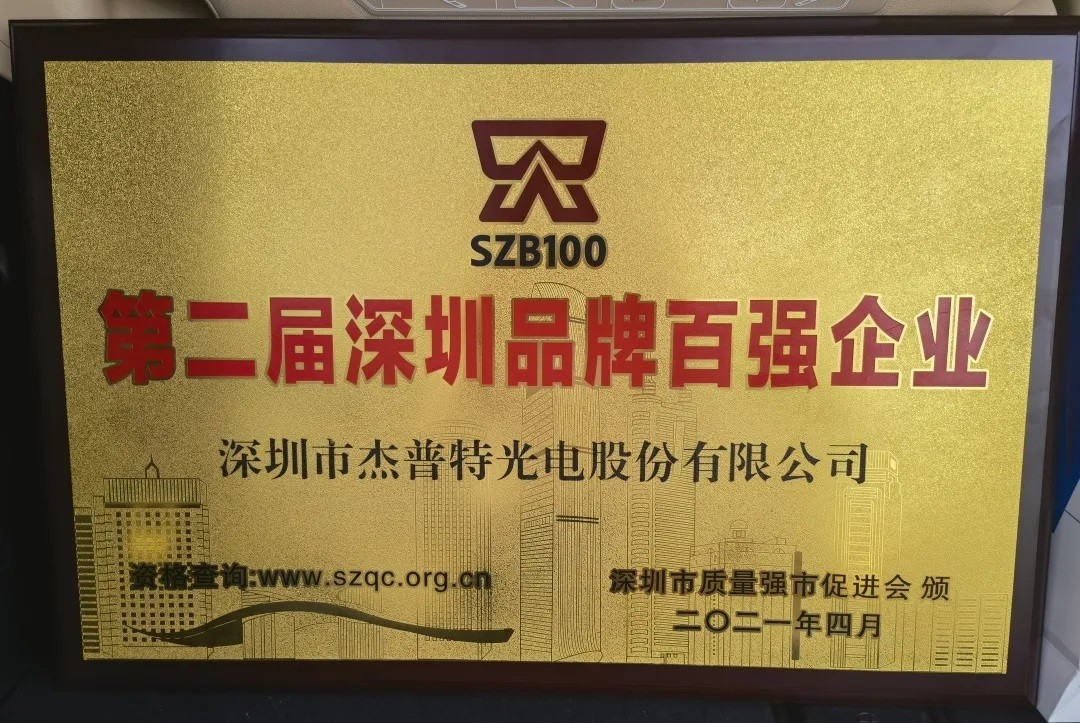 SZB100
第二届深圳品牌百强企业
深圳市杰普特光电股份有限公司
资格查询:www.szqc.org.cn
深圳市质量强市促进会 颁
二〇二一年四月